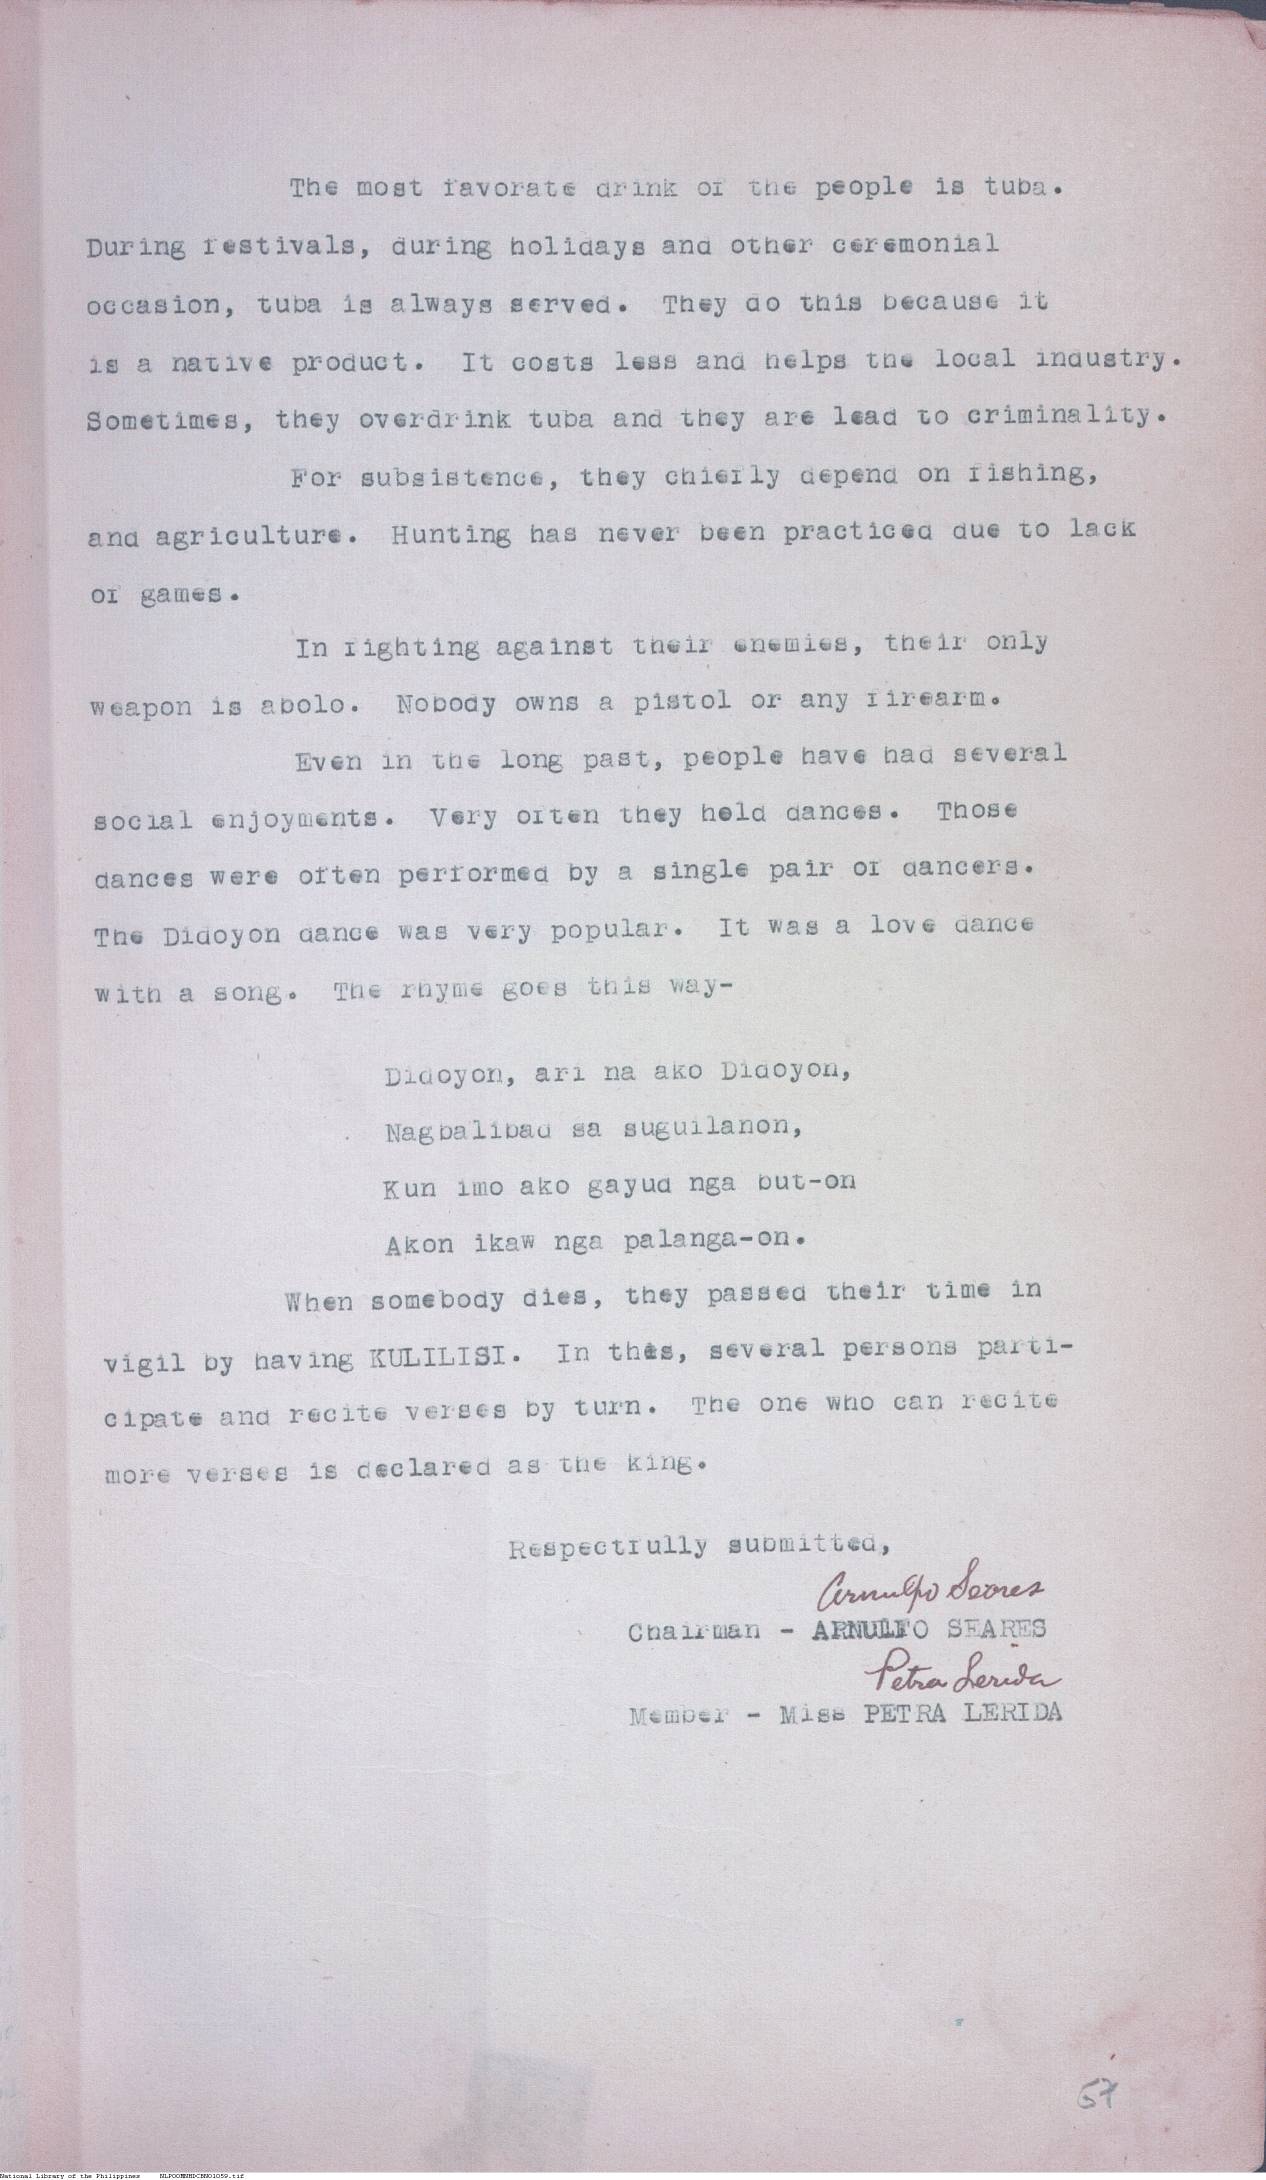 The most favorate drink of the people is tuba.
During festivals, during holidays and other ceremonial
occasion, tuba is always served. They do this because it
is a native product. It costs less and helps the local industry.
Sometimes, they overdrink tuba and they are lead to criminality.
For subsistence, they chiefly depend on fishing,
and agriculture. Hunting has never been practiced due to lack
of games.
In fighting against their enemies, their only
weapon is abolo. Nobody owns a pistol or any firearm.
Even in the long past, people have had several
social enjoyments. Very often they held dances. Those
dances were often performed by a single pair of dancers.
The Didoyon dance was very popular. It was a love dance
with a song. The rhyme goes this way-
Didoyon, ari na ako Didoyon,
Nagbalibad sa suguilanon,
Kun imo ako gayud nga but-on
Akon ikaw nga palanga-on.
When somebody dies, they passed their time in
vigil by having KULILISI. In this, several persons parti-
cipate and recite verses by turn. The one who can recite
more verses is declared as the king.
Respectfully submitted,
Arnulfo Seares
Chairman - ARNULFO SEARES
Petra Lerida
Member - Miss PETRA LERIDA
57
National Library of the Philippines NLPOOMNHDCBN01059.tif